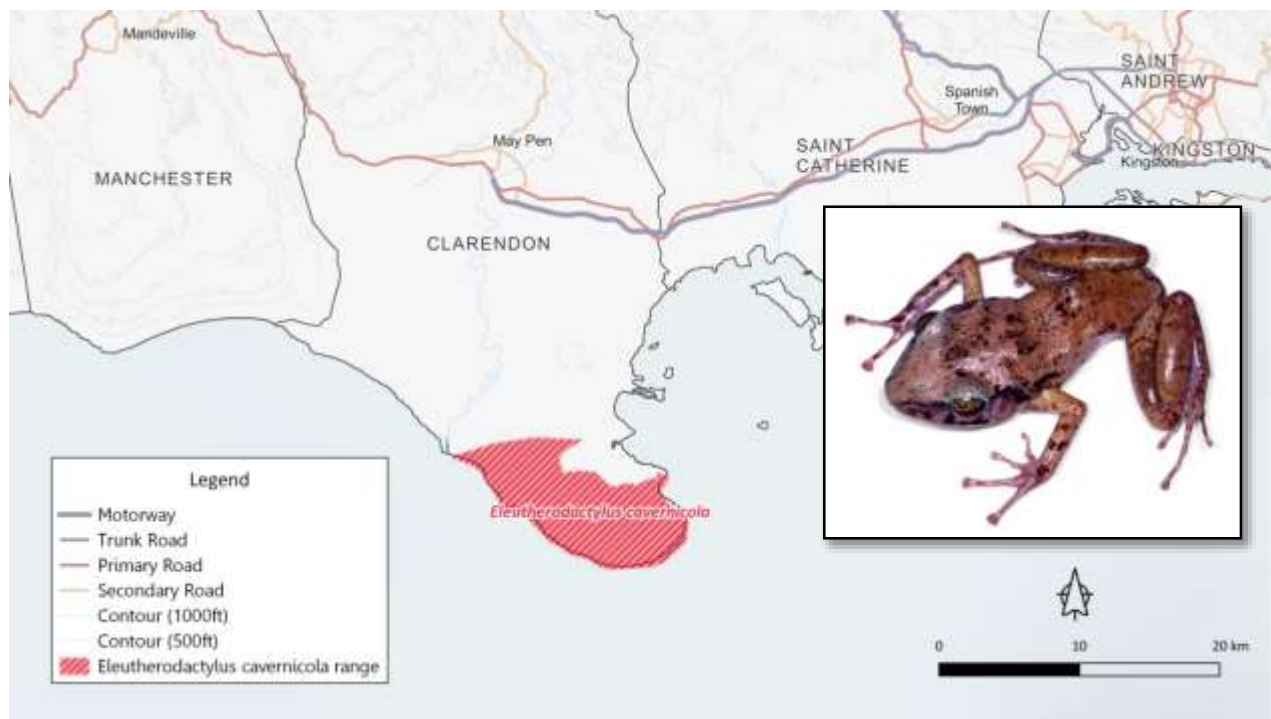 Mandeville
SAINT
ANDREW
Spanish
Town
May Pen
SAINT
CATHERINE
KINGSTON
Kingston
MANCHESTER
CLARENDON
Eleutherodactylus cavernicola
Legend
Motorway
Trunk Road
Primary Road
Secondary Road
Contour (1000ft)
Contour (500ft)
Eleutherodactylus cavernicola range
0 10 20 km